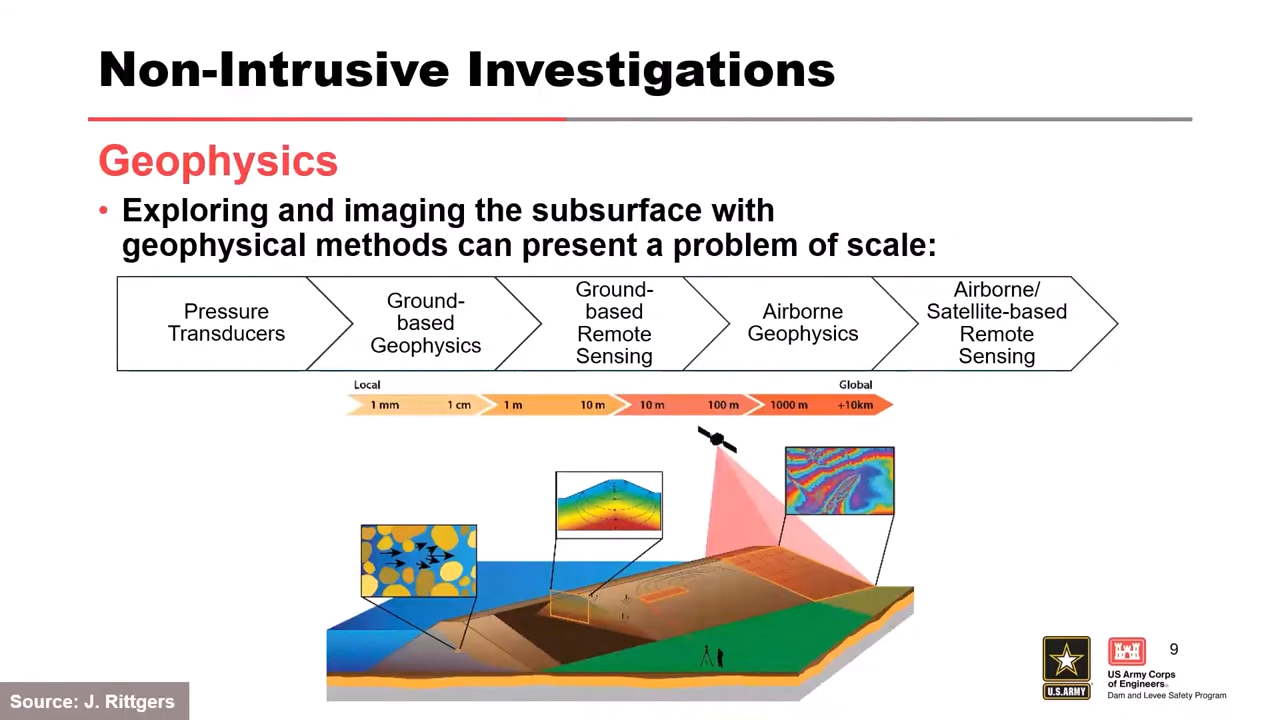 Non-Intrusive Investigations
Geophysics
• Exploring and imaging the subsurface with
geophysical methods can present a problem of scale:
Pressure
Transducers
Ground-
based
Geophysics
Ground-
based
Remote
Sensing
Airborne
Geophysics
Airborne/
Satellite-based
Remote
Sensing
Local
Global
1 mm
1 cm
1 m
10 m
10 m
100 m
1000 m
+10km
U.S.ARMY
US Army Corps
of Engineers®
Dam and Levee Safety Program
9
Source: J. Rittgers